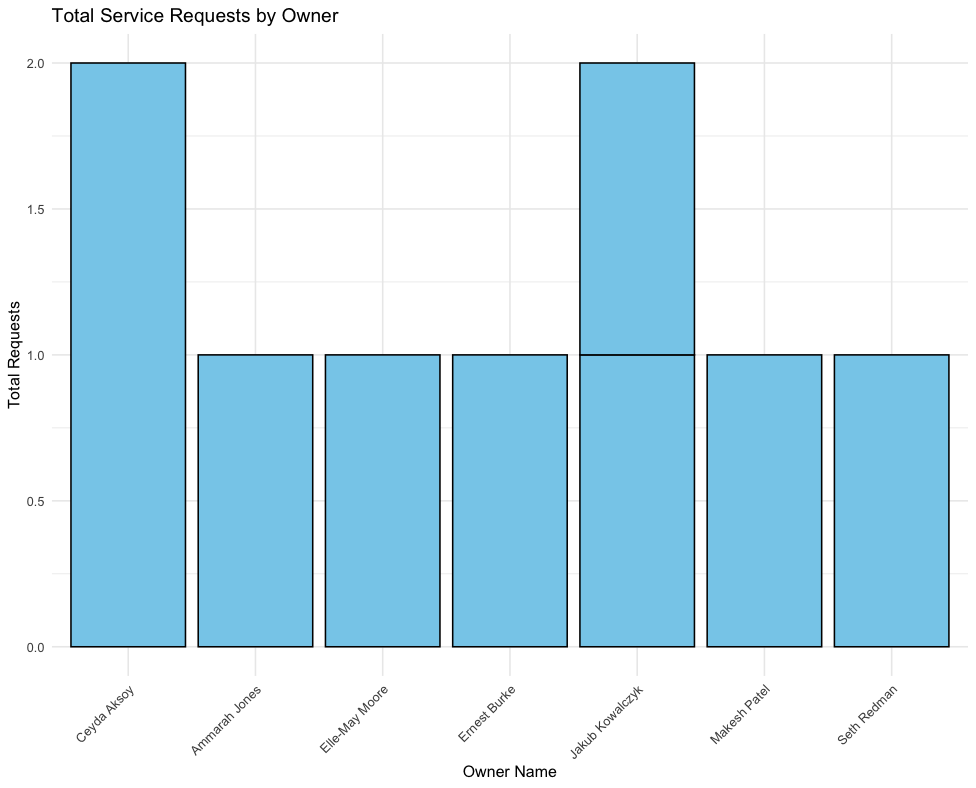 Total Service Requests by Owner
Total Requests
2.0
1.5
1.0
0.5
0.0
Ceyda Aksoy
Ammarah Jones
Elle-May Moore
Ernest Burke
Jakub Kowalczyk
Makesh Patel
Seth Redman
Owner Name